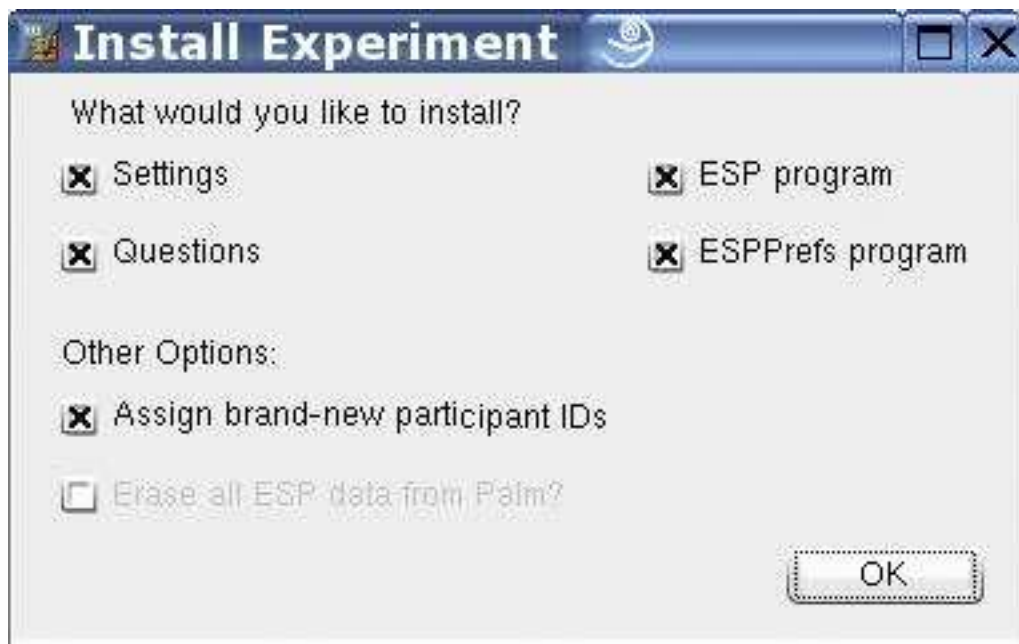 Install Experiment
What would you like to install?
Settings
ESP program
Questions
ESPPrefs program
Other Options:
Assign brand-new participant IDs
Erase all ESP data from Palm?
OK